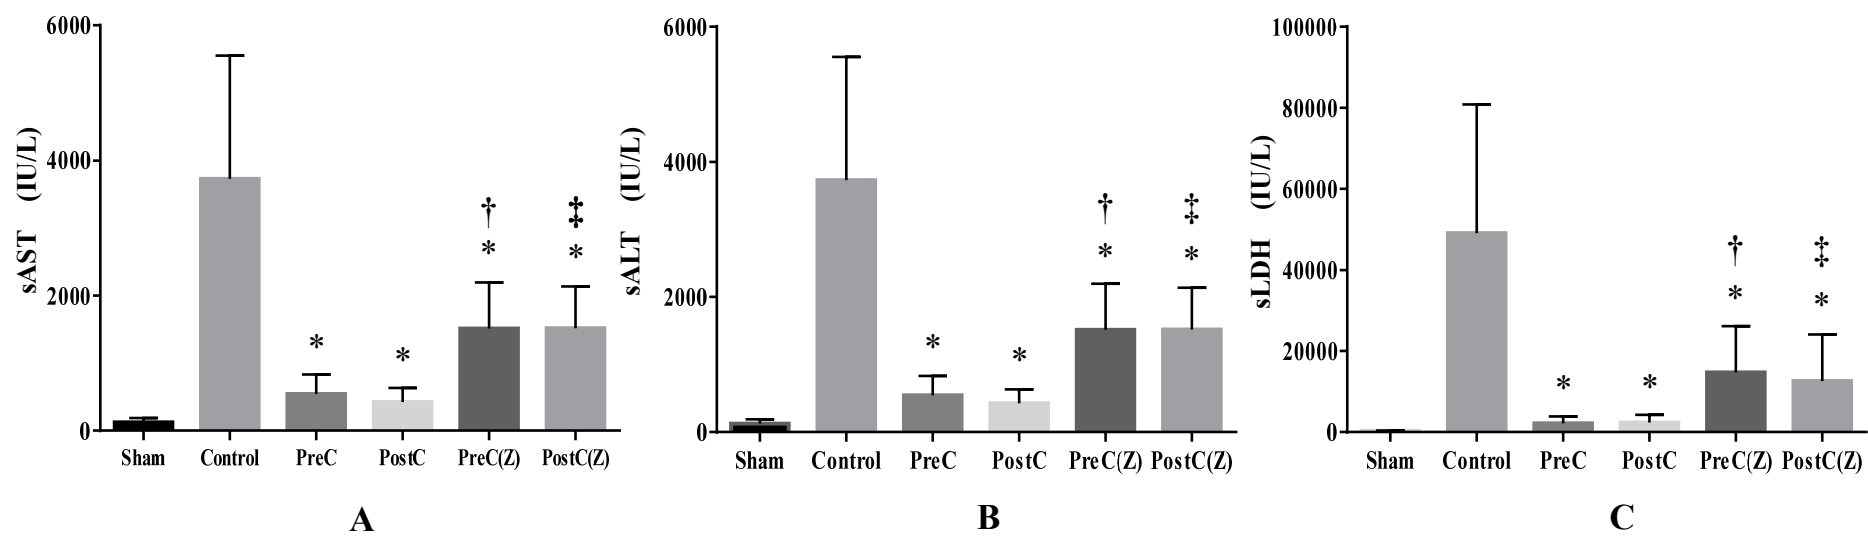 6000
4000
2000
0
sAST (IU/L)
†
‡
* * * *
Sham Control PreC PostC PreC(Z) PostC(Z)
A
6000
4000
2000
0
sALT (IU/L)
†
‡
* * * *
Sham Control PreC PostC PreC(Z) PostC(Z)
B
100000
80000
60000
40000
20000
0
sLDH (IU/L)
†
‡
* * * *
Sham Control PreC PostC PreC(Z) PostC(Z)
C